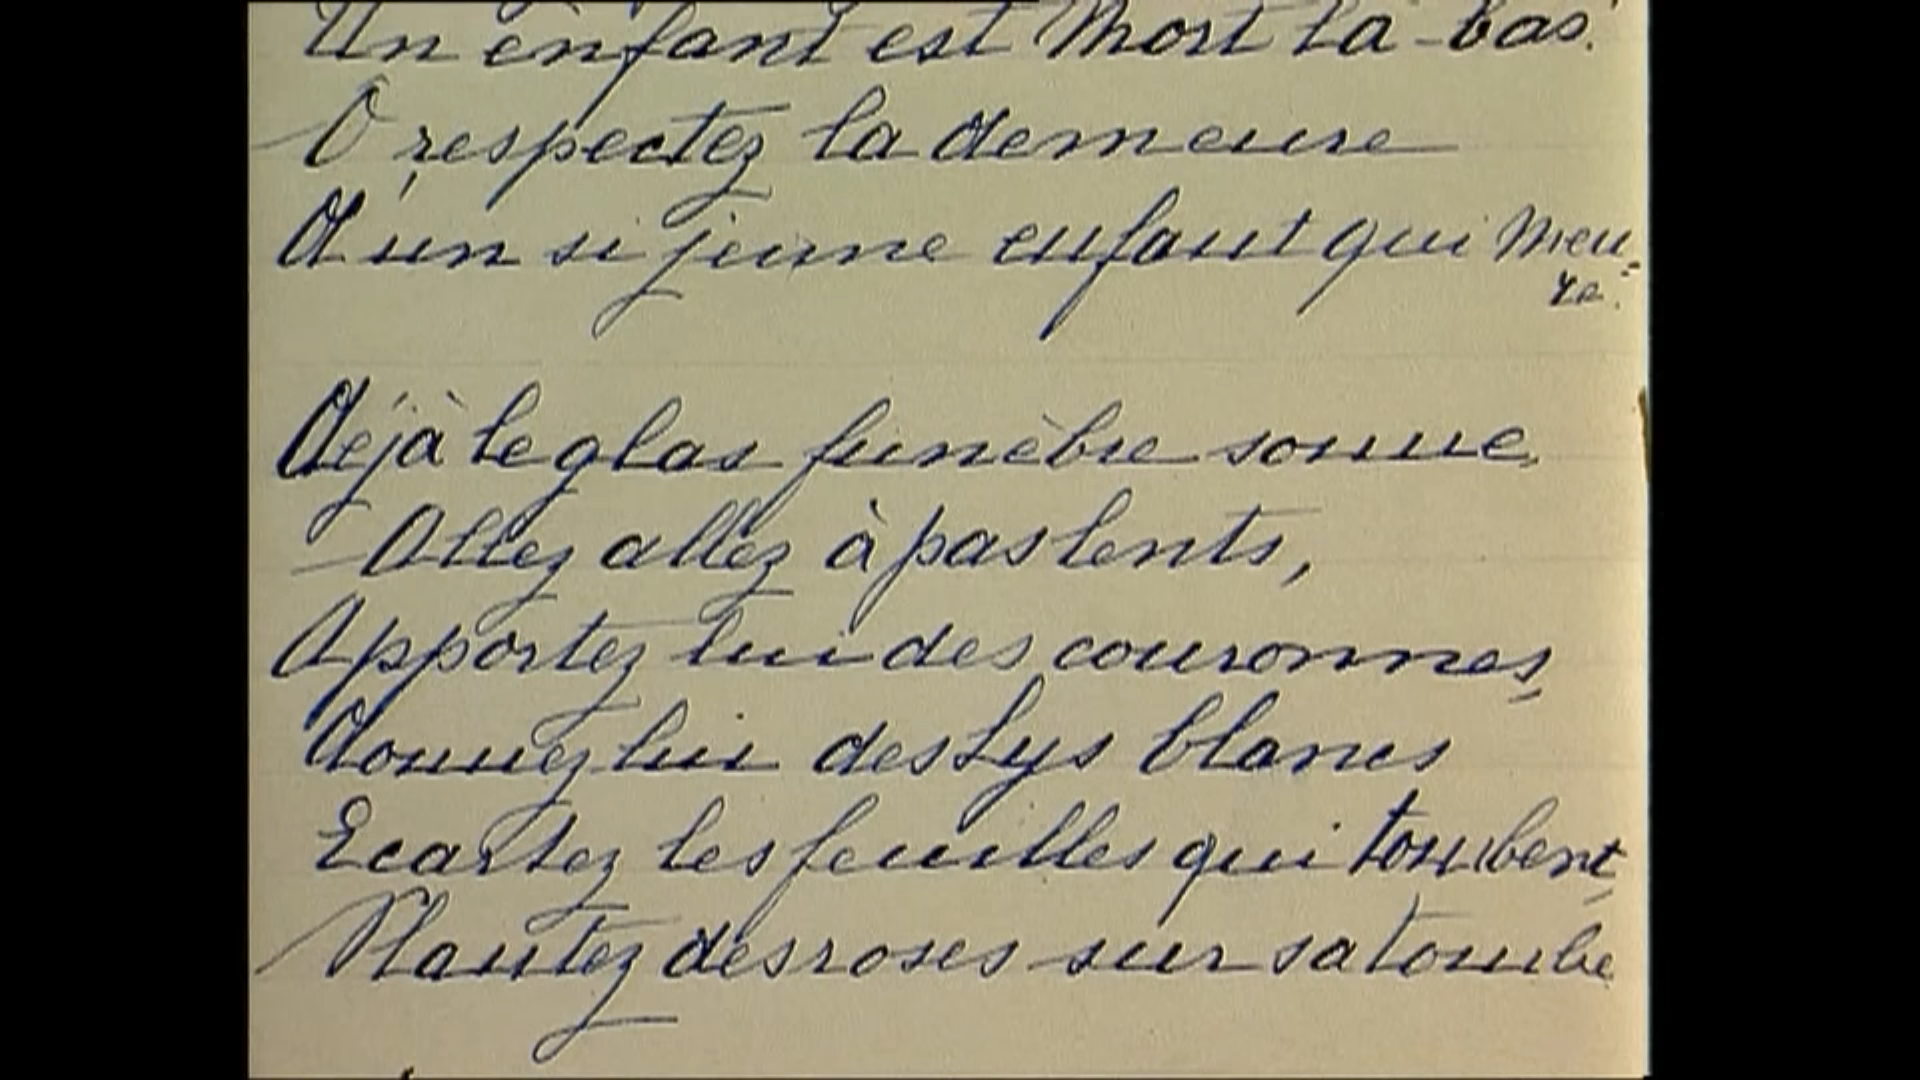 Un enfant est Mort là-bas.
O respectez la demeure
D'un si jeune enfant qui Meu-
re.
Déjà le glas funèbre sonne,
Allez allez à pas lents,
Apportez lui des couronnes,
Donnez lui des Lys blancs
Ecartez les feuilles qui tombent,
Plantez des roses sur sa tombe